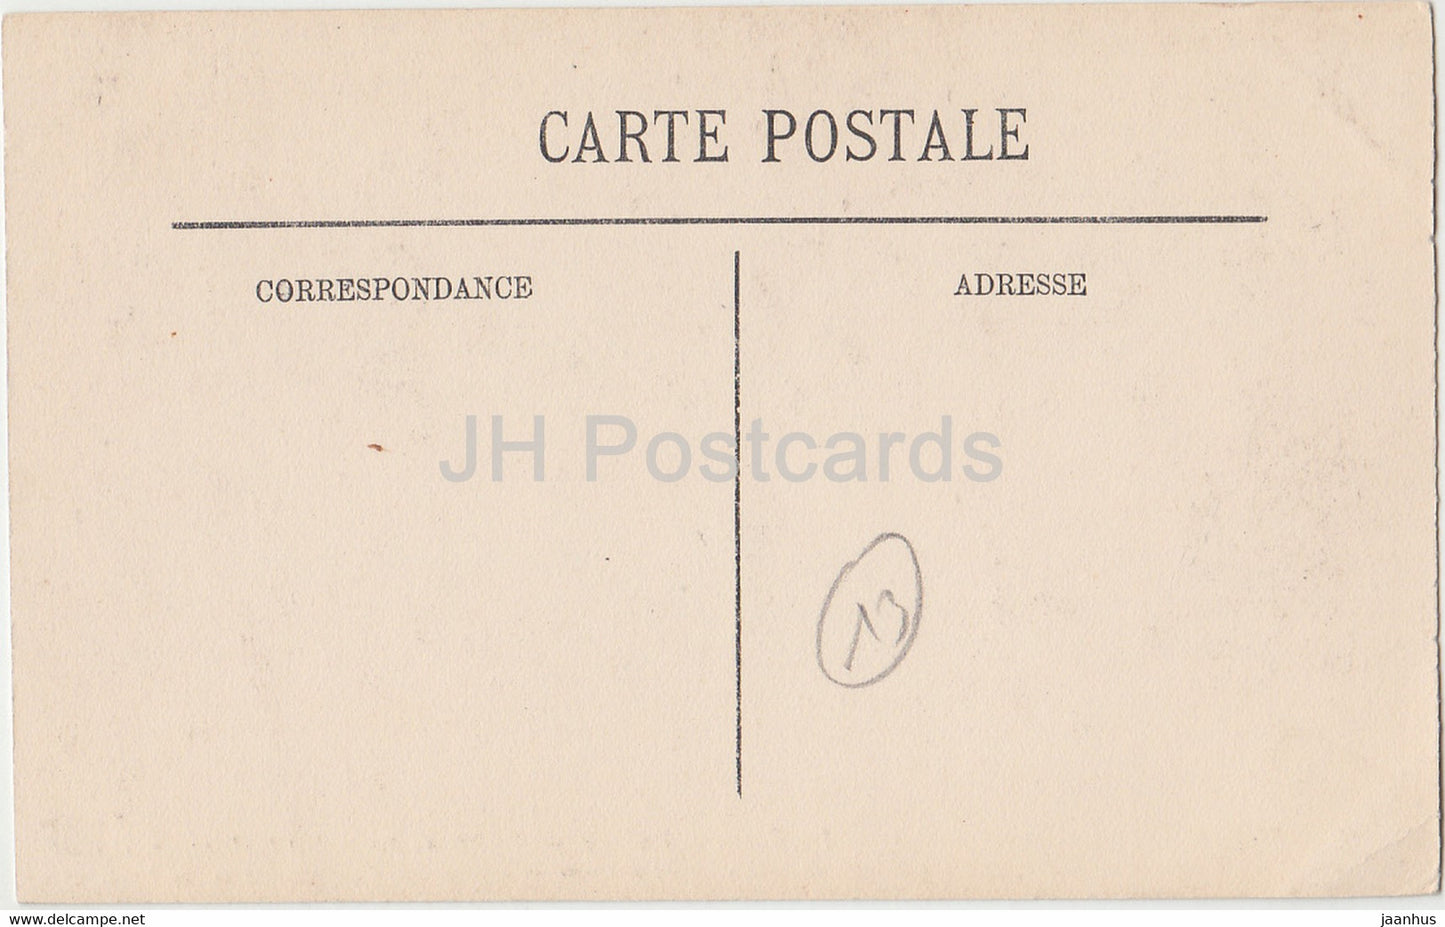 CARTE POSTALE
CORRESPONDANCE
ADRESSE
JH Postcards
13
www.delcampe.net
jaanhus